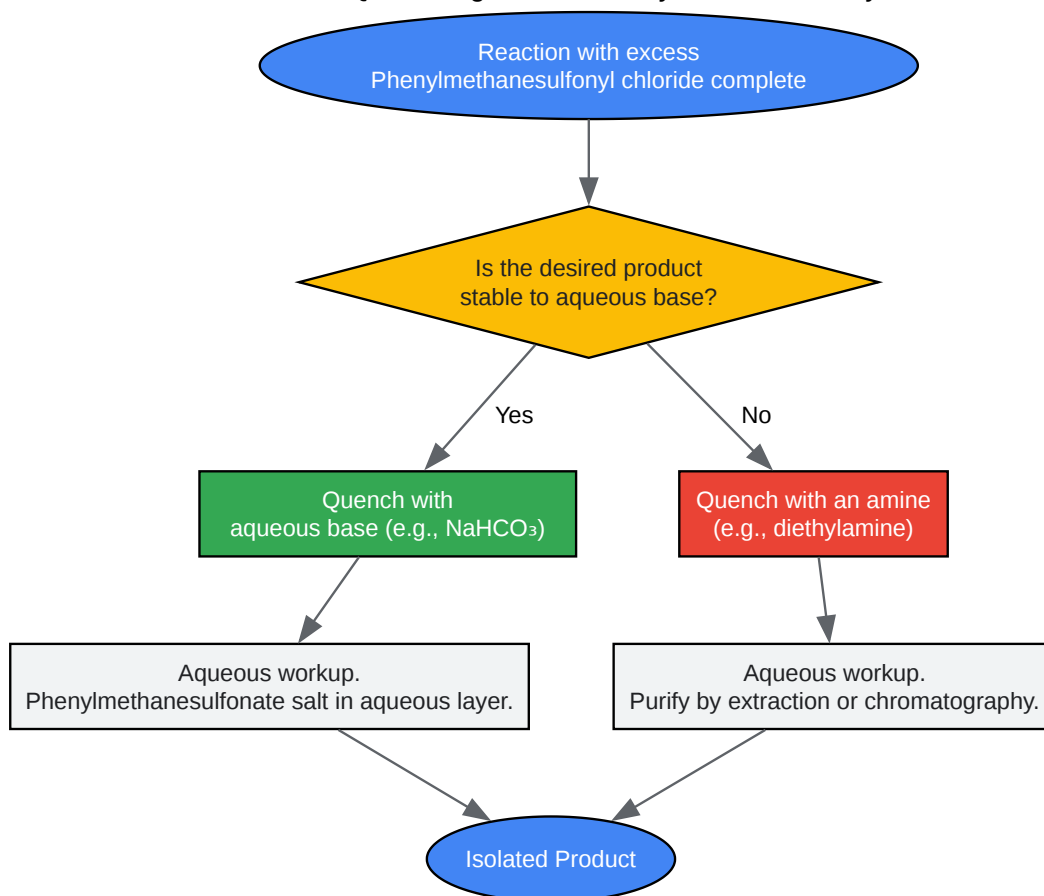 Reaction with excess
Phenylmethanesulfonyl chloride complete
Is the desired product
stable to aqueous base?
Yes
No
Quench with
aqueous base (e.g., NaHCO₃)
Quench with an amine
(e.g., diethylamine)
Aqueous workup.
Phenylmethanesulfonate salt in aqueous layer.
Aqueous workup.
Purify by extraction or chromatography.
Isolated Product